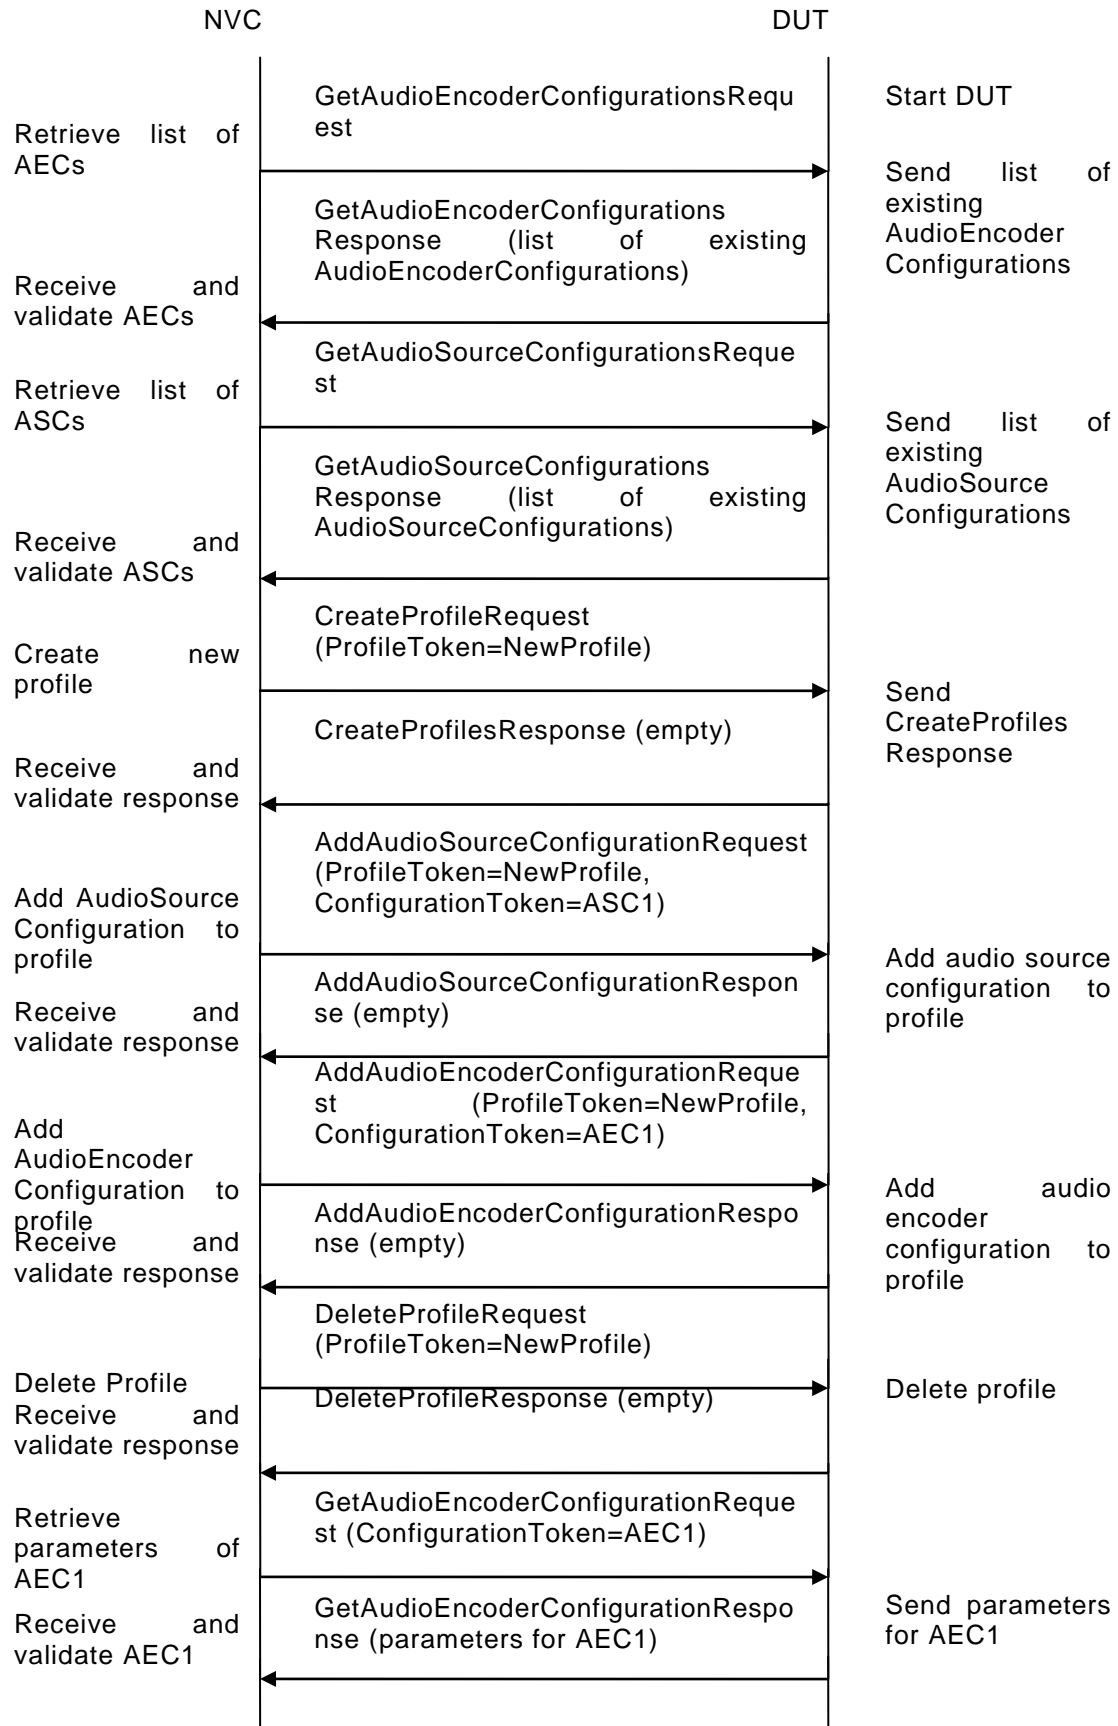 NVC
DUT
GetAudioEncoderConfigurationsRequ
est
Start DUT
Retrieve list of
AECs
Send list of
existing
AudioEncoder
Configurations
GetAudioEncoderConfigurations
Response (list of existing
AudioEncoderConfigurations)
Receive and
validate AECs
GetAudioSourceConfigurationsReque
st
Retrieve list of
ASCs
Send list of
existing
AudioSource
Configurations
GetAudioSourceConfigurations
Response (list of existing
AudioSourceConfigurations)
Receive and
validate ASCs
CreateProfileRequest
(ProfileToken=NewProfile)
Create new
profile
Send
CreateProfiles
Response
CreateProfilesResponse (empty)
Receive and
validate response
AddAudioSourceConfigurationRequest
(ProfileToken=NewProfile,
ConfigurationToken=ASC1)
Add AudioSource
Configuration to
profile
Add audio source
configuration to
profile
AddAudioSourceConfigurationRespon
se (empty)
Receive and
validate response
AddAudioEncoderConfigurationReque
st (ProfileToken=NewProfile,
ConfigurationToken=AEC1)
Add
AudioEncoder
Configuration to
profile
Add audio
encoder
configuration to
profile
AddAudioEncoderConfigurationRespo
nse (empty)
Receive and
validate response
DeleteProfileRequest
(ProfileToken=NewProfile)
Delete Profile
Delete profile
DeleteProfileResponse (empty)
Receive and
validate response
GetAudioEncoderConfigurationReque
st (ConfigurationToken=AEC1)
Retrieve
parameters of
AEC1
Send parameters
for AEC1
GetAudioEncoderConfigurationRespo
nse (parameters for AEC1)
Receive and
validate AEC1